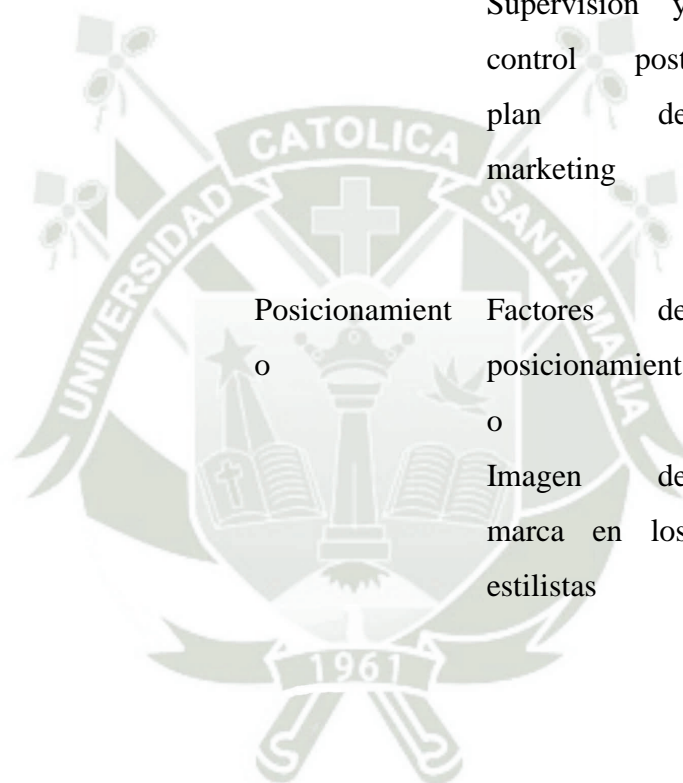 Supervisión y
control post
plan de
marketing
Posicionamient
o
Factores de
posicionamient
o
Imagen de
marca en los
estilistas
UNIVERSIDAD CATOLICA SANTA MARIA
1961